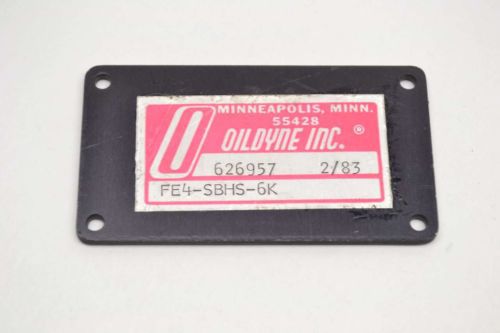 MINNEAPOLIS, MINN.
55428
OILDYNE INC. ®
626957 2/83
FE4-SBHS-6K